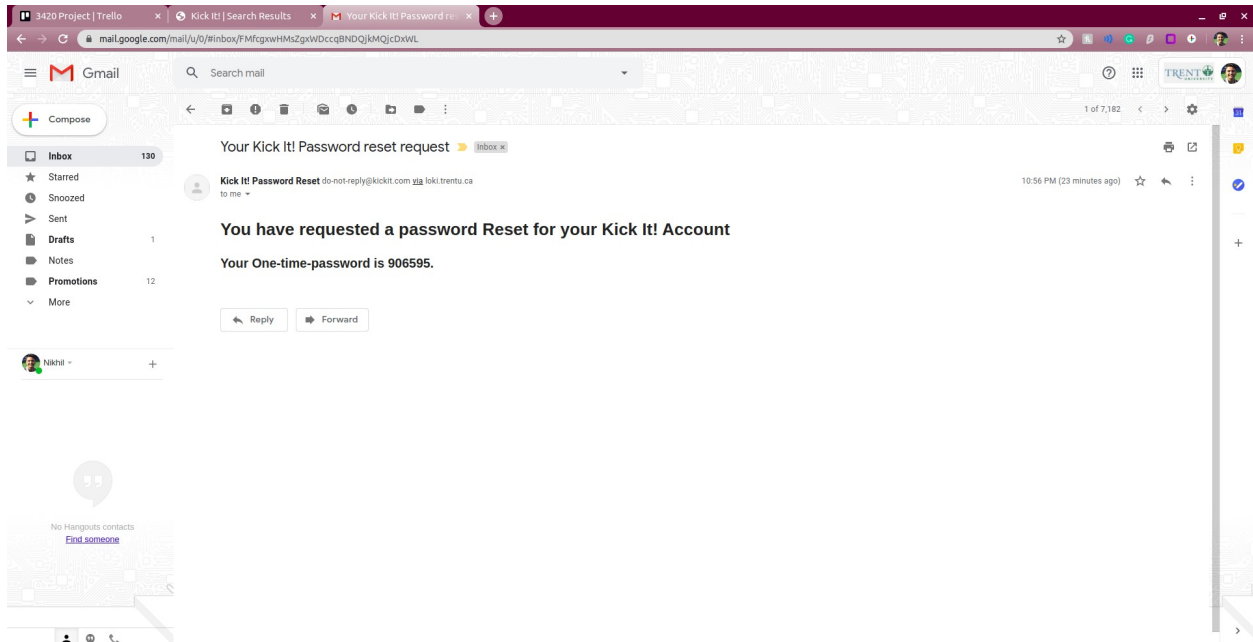 3420 Project | Trello
Kick It! | Search Results
Your Kick It! Password res
mail.google.com/mail/u/0/#inbox/FMfcgxwHMsZgxWDccqBNDQjkMQjcDxWL
Gmail
Search mail
TRENT
UNIVERSITY
Compose
1 of 7,182
31
Your Kick It! Password reset request
Inbox x
Inbox 130
Kick It! Password Reset do-not-reply@kickit.com via loki.trentu.ca
10:56 PM (23 minutes ago)
to me
Starred
Snoozed
Sent
Drafts 1
Notes
Promotions 12
More
You have requested a password Reset for your Kick It! Account
Your One-time-password is 906595.
Reply
Forward
Nikhil
No Hangouts contacts
Find someone